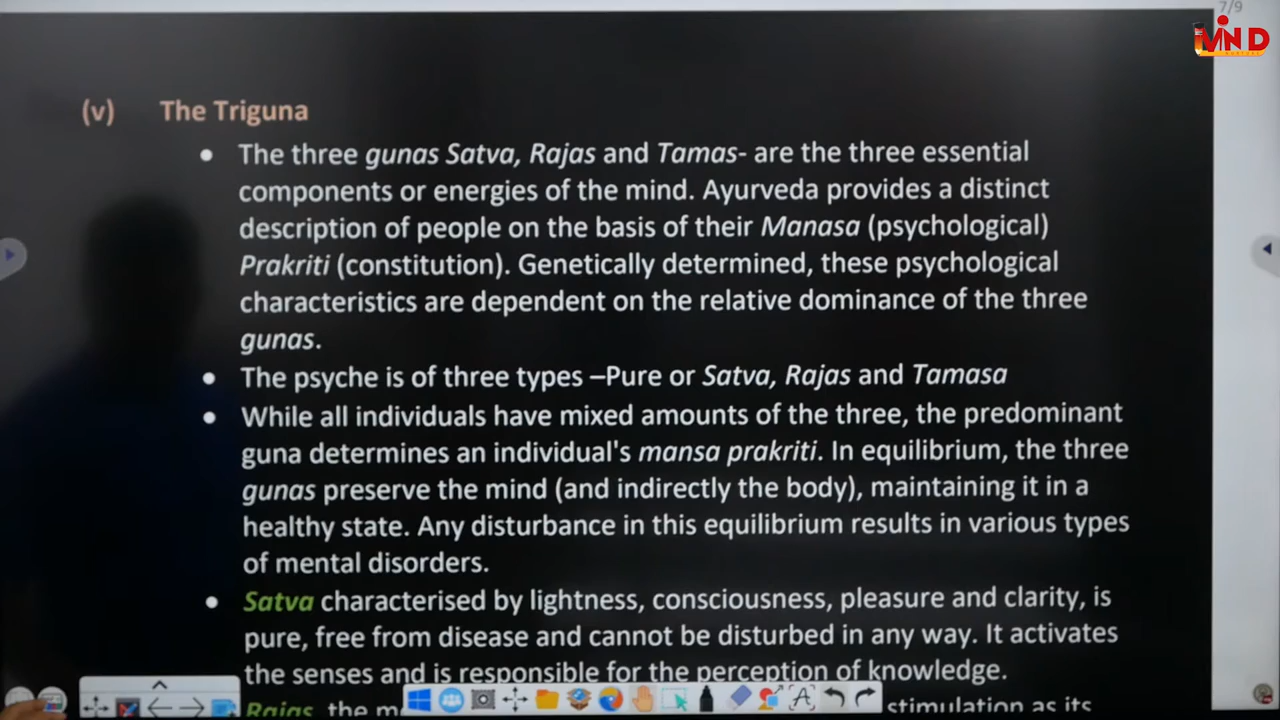 7/9
MIND
(v) The Triguna
• The three gunas Satva, Rajas and Tamas- are the three essential
components or energies of the mind. Ayurveda provides a distinct
description of people on the basis of their Manasa (psychological)
Prakriti (constitution). Genetically determined, these psychological
characteristics are dependent on the relative dominance of the three
gunas.
• The psyche is of three types –Pure or Satva, Rajas and Tamasa
• While all individuals have mixed amounts of the three, the predominant
guna determines an individual's mansa prakriti. In equilibrium, the three
gunas preserve the mind (and indirectly the body), maintaining it in a
healthy state. Any disturbance in this equilibrium results in various types
of mental disorders.
• Satva characterised by lightness, consciousness, pleasure and clarity, is
pure, free from disease and cannot be disturbed in any way. It activates
the senses and is responsible for the perception of knowledge.
Rajas the stimulation as its